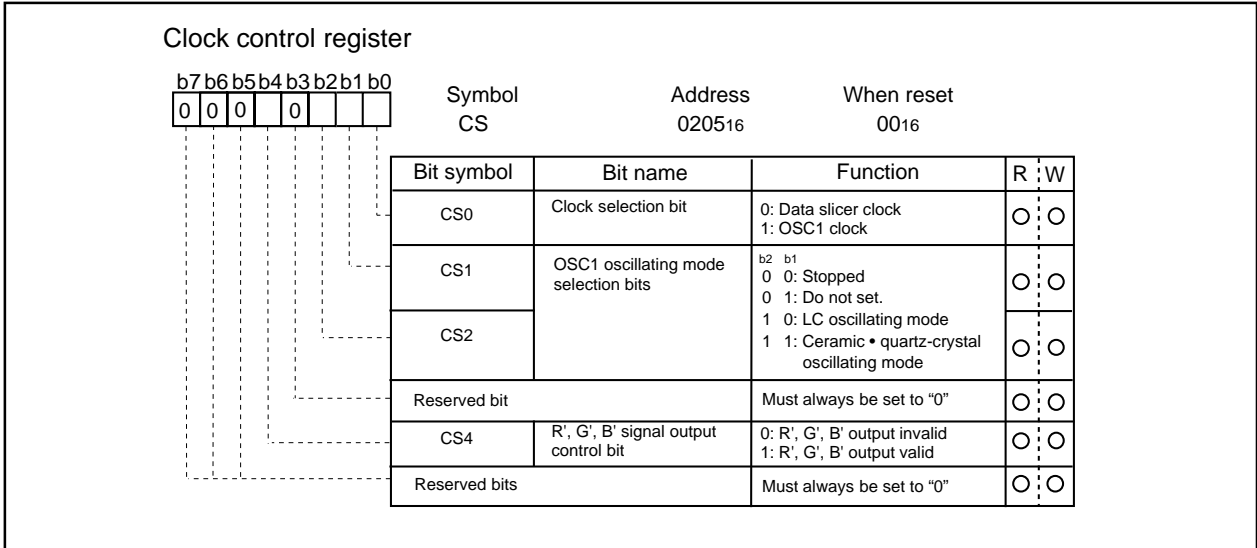 Clock control register
b7 b6 b5 b4 b3 b2 b1 b0
0 0 0 0
Symbol Address When reset
CS 020516 0016
Bit symbol Bit name Function R W
CS0 Clock selection bit 0: Data slicer clock
1: OSC1 clock
CS1 OSC1 oscillating mode
selection bits
b2 b1
0 0: Stopped
0 1: Do not set.
1 0: LC oscillating mode
1 1: Ceramic • quartz-crystal
oscillating mode
CS2
Reserved bit Must always be set to “0”
CS4 R', G', B' signal output
control bit
0: R', G', B' output invalid
1: R', G', B' output valid
Reserved bits Must always be set to “0”